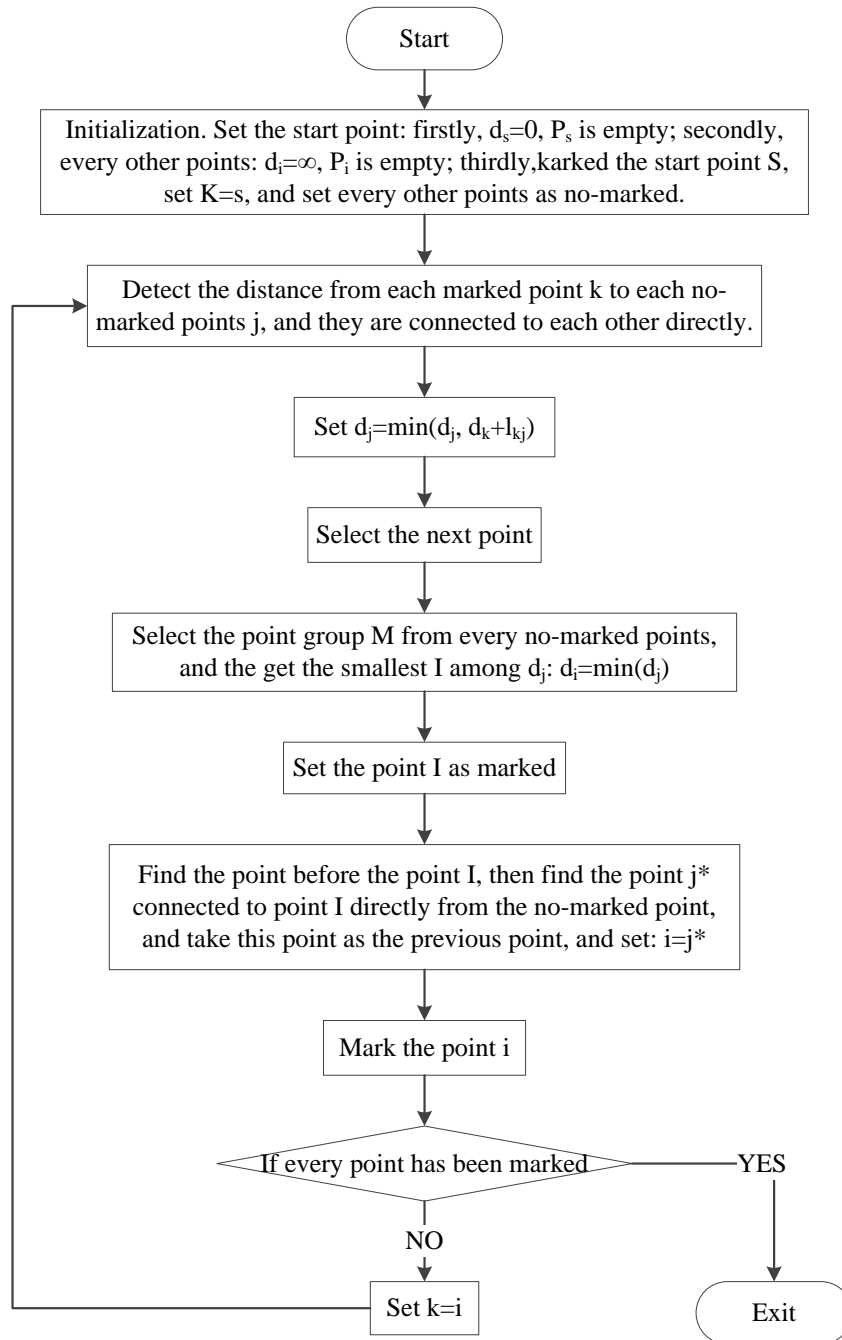 Start
Initialization. Set the start point: firstly, dₛ=0, Pₛ is empty; secondly,
every other points: dᵢ=∞, Pᵢ is empty; thirdly,karked the start point S,
set K=s, and set every other points as no-marked.
Detect the distance from each marked point k to each no-
marked points j, and they are connected to each other directly.
Set dⱼ=min(dⱼ, dₖ+lₖⱼ)
Select the next point
Select the point group M from every no-marked points,
and the get the smallest I among dⱼ: dᵢ=min(dⱼ)
Set the point I as marked
Find the point before the point I, then find the point j*
connected to point I directly from the no-marked point,
and take this point as the previous point, and set: i=j*
Mark the point i
If every point has been marked
YES
NO
Set k=i
Exit